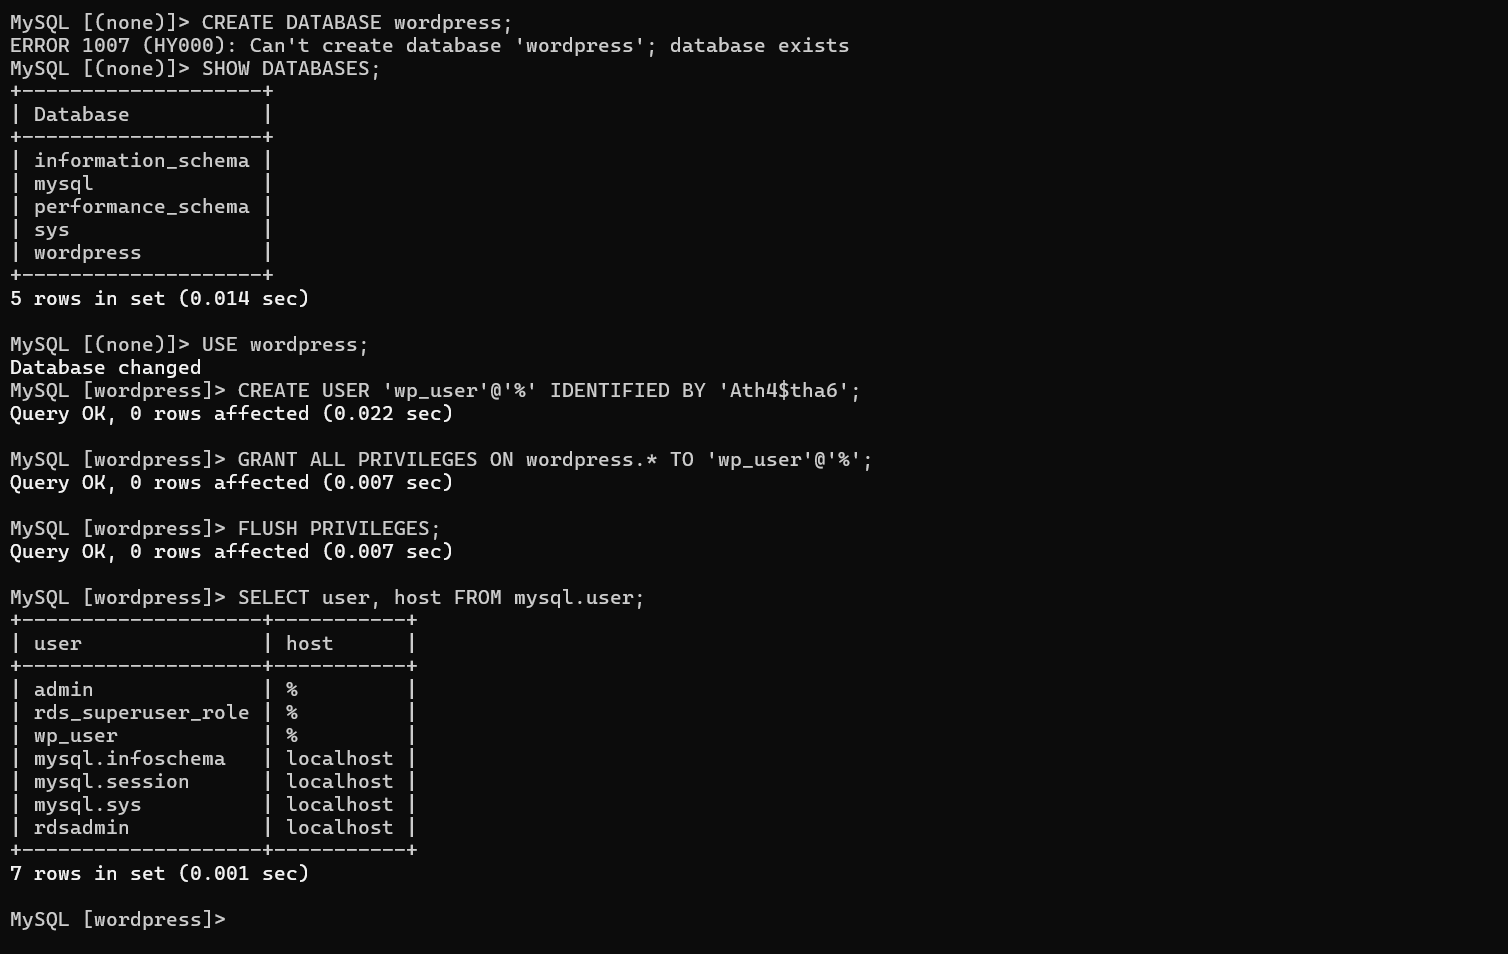 MySQL [(none)]> CREATE DATABASE wordpress;
ERROR 1007 (HY000): Can't create database 'wordpress'; database exists
MySQL [(none)]> SHOW DATABASES;
+--------------------+
| Database           |
+--------------------+
| information_schema |
| mysql              |
| performance_schema |
| sys                |
| wordpress          |
+--------------------+
5 rows in set (0.014 sec)

MySQL [(none)]> USE wordpress;
Database changed
MySQL [wordpress]> CREATE USER 'wp_user'@'%' IDENTIFIED BY 'Ath4$tha6';
Query OK, 0 rows affected (0.022 sec)

MySQL [wordpress]> GRANT ALL PRIVILEGES ON wordpress.* TO 'wp_user'@'%';
Query OK, 0 rows affected (0.007 sec)

MySQL [wordpress]> FLUSH PRIVILEGES;
Query OK, 0 rows affected (0.007 sec)

MySQL [wordpress]> SELECT user, host FROM mysql.user;
+--------------------+-----------+
| user               | host      |
+--------------------+-----------+
| admin              | %         |
| rds_superuser_role | %         |
| wp_user            | %         |
| mysql.infoschema   | localhost |
| mysql.session      | localhost |
| mysql.sys          | localhost |
| rdsadmin           | localhost |
+--------------------+-----------+
7 rows in set (0.001 sec)

MySQL [wordpress]>